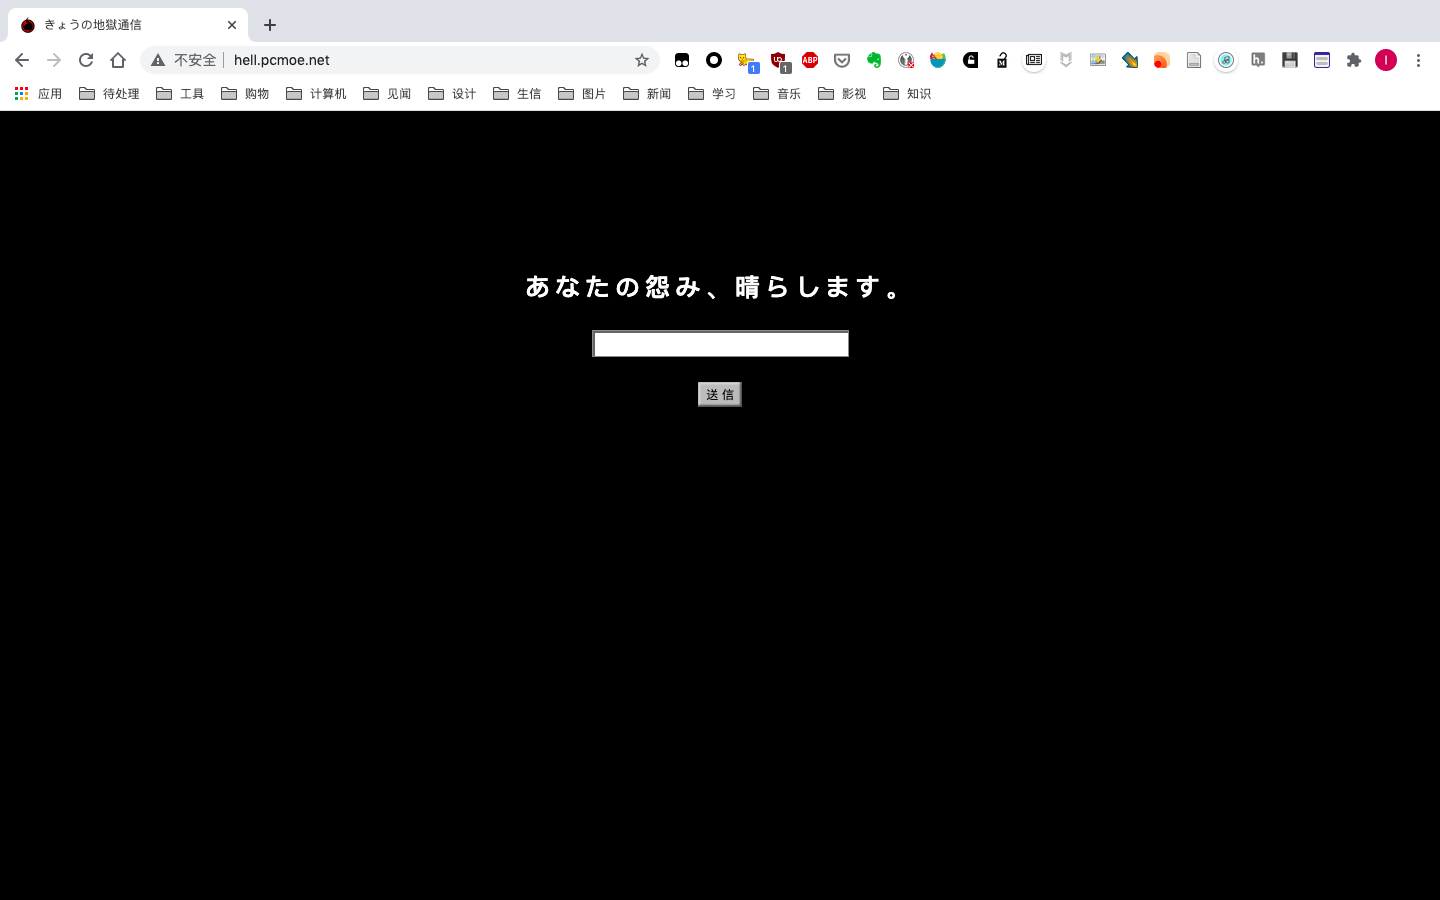 きょうの地獄通信
不安全 hell.pcmoe.net
1 1 ABP
应用 待处理 工具 购物 计算机 见闻 设计 生信 图片 新闻 学习 音乐 影视 知识
あなたの怨み、晴らします。
送信